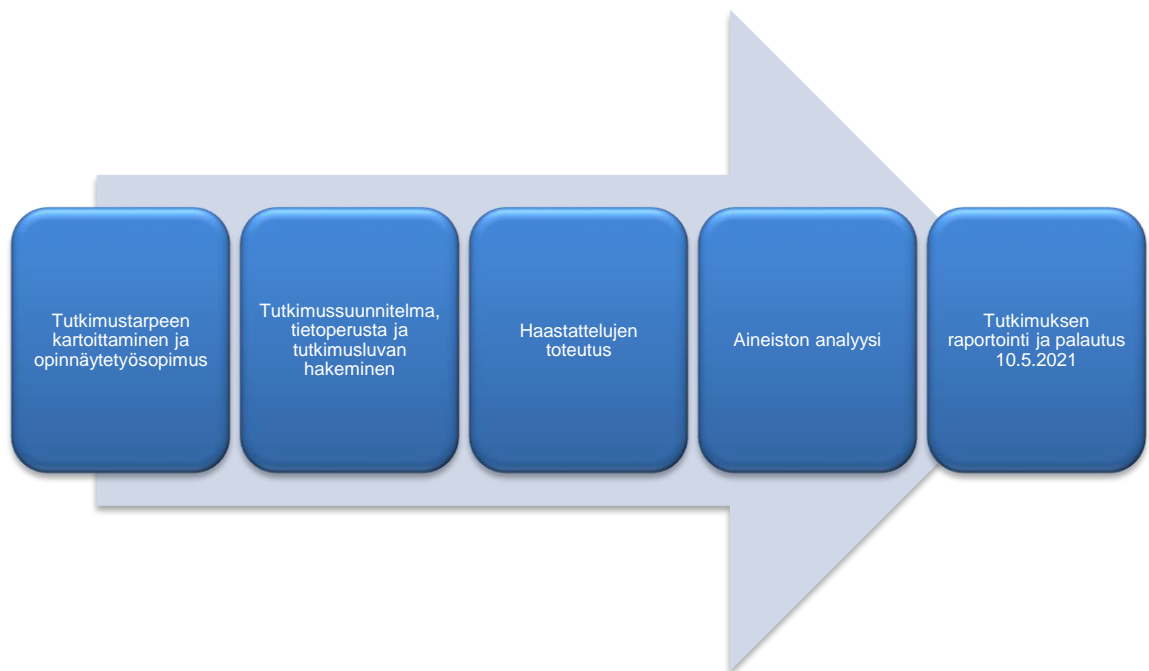 Tutkimustarpeen
kartoittaminen ja
opinnäytetyösopimus
Tutkimussuunnitelma,
tietoperusta ja
tutkimusluvan
hakeminen
Haastattelujen
toteutus
Aineiston analyysi
Tutkimuksen
raportointi ja palautus
10.5.2021